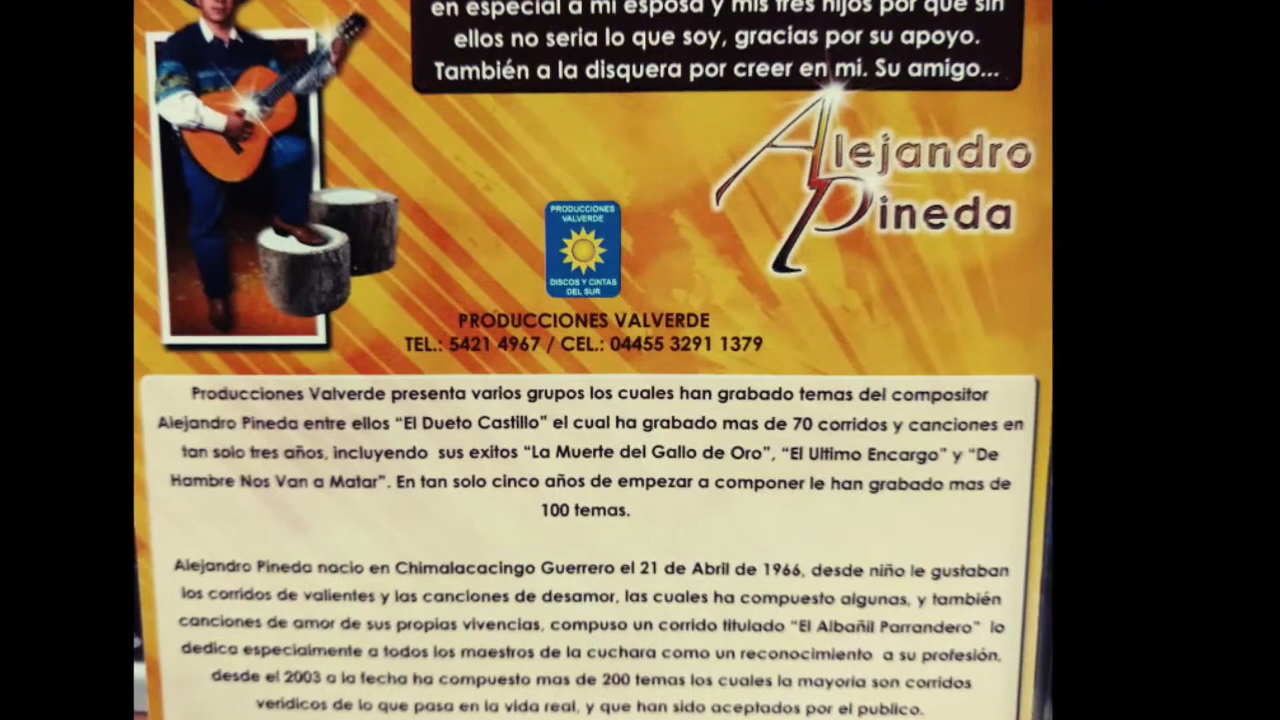 en especial a mi esposa y mis tres hijos por que sin
ellos no seria lo que soy, gracias por su apoyo.
También a la disquera por creer en mi. Su amigo...
Alejandro
Pineda
PRODUCCIONES
VALVERDE
DISCOS Y CINTAS
DEL SUR
PRODUCCIONES VALVERDE
TEL.: 5421 4967 / CEL.: 04455 3291 1379
Producciones Valverde presenta varios grupos los cuales han grabado temas del compositor
Alejandro Pineda entre ellos "El Dueto Castillo" el cual ha grabado mas de 70 corridos y canciones en
tan solo tres años, incluyendo sus exitos "La Muerte del Gallo de Oro", "El Ultimo Encargo" y "De
Hambre Nos Van a Matar". En tan solo cinco años de empezar a componer le han grabado mas de
100 temas.
Alejandro Pineda nacio en Chimalacacingo Guerrero el 21 de Abril de 1966, desde niño le gustaban
los corridos de valientes y las canciones de desamor, las cuales ha compuesto algunas, y también
canciones de amor de sus propias vivencias, compuso un corrido titulado "El Albañil Parrandero" lo
dedica especialmente a todos los maestros de la cuchara como un reconocimiento a su profesión,
desde el 2003 a la fecha ha compuesto mas de 200 temas los cuales la mayoria son corridos
veridicos de lo que pasa en la vida real, y que han sido aceptados por el publico.